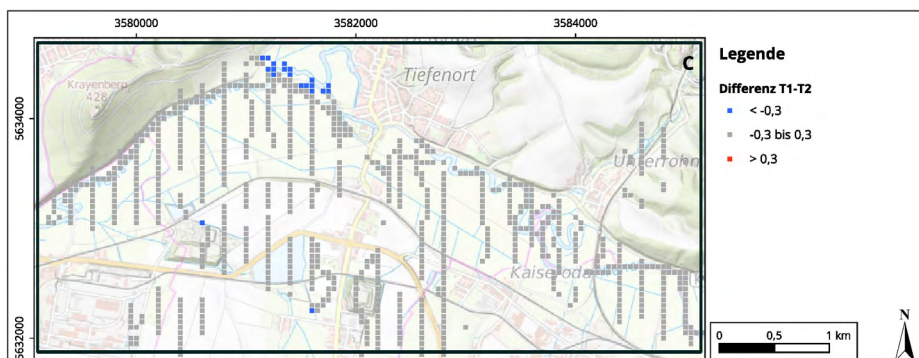 3580000 3582000 3584000
C
Legende
Krayenberg
428
Tiefenort
Differenz T1-T2
< -0,3
5634000
-0,3 bis 0,3
> 0,3
Kaiseroda
N
5632000
0 0,5 1 km